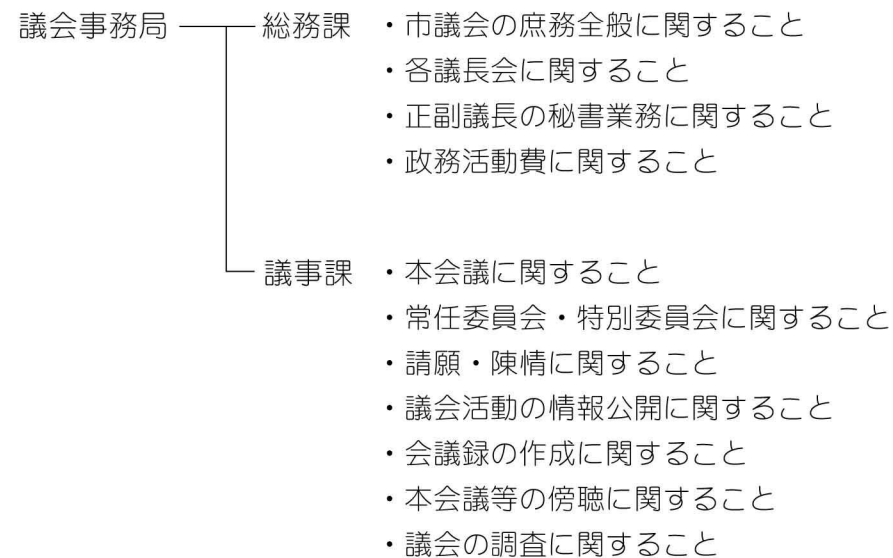 議会事務局 総務課 ・市議会の庶務全般に関すること
・各議長会に関すること
・正副議長の秘書業務に関すること
・政務活動費に関すること
議事課 ・本会議に関すること
・常任委員会・特別委員会に関すること
・請願・陳情に関すること
・議会活動の情報公開に関すること
・会議録の作成に関すること
・本会議等の傍聴に関すること
・議会の調査に関すること